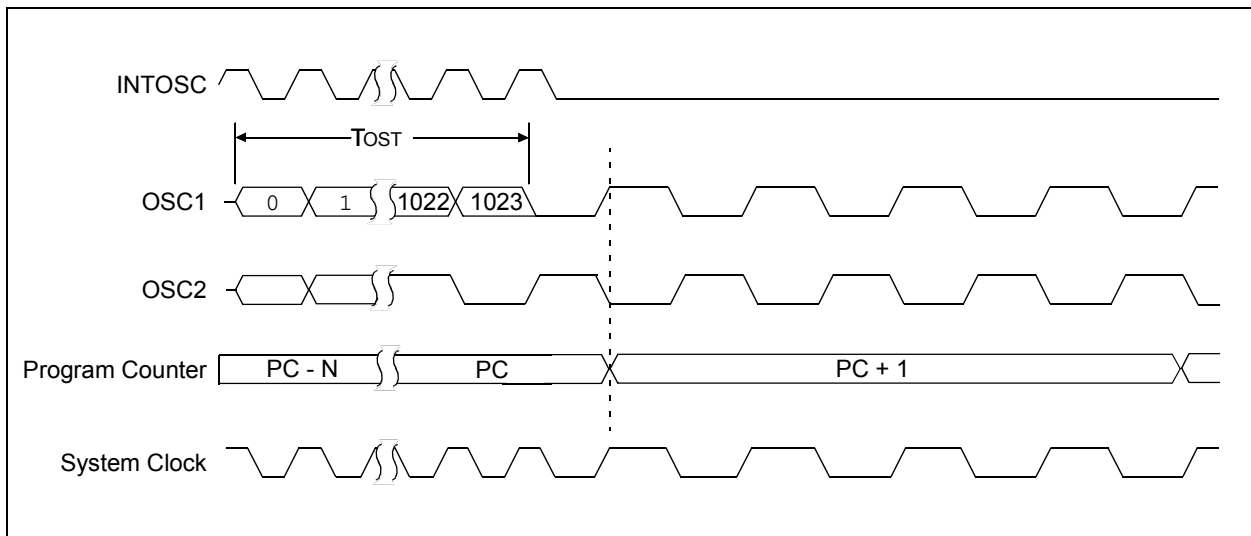 INTOSC
TOST
OSC1
0 1 1022 1023
OSC2
Program Counter
PC - N PC PC + 1
System Clock